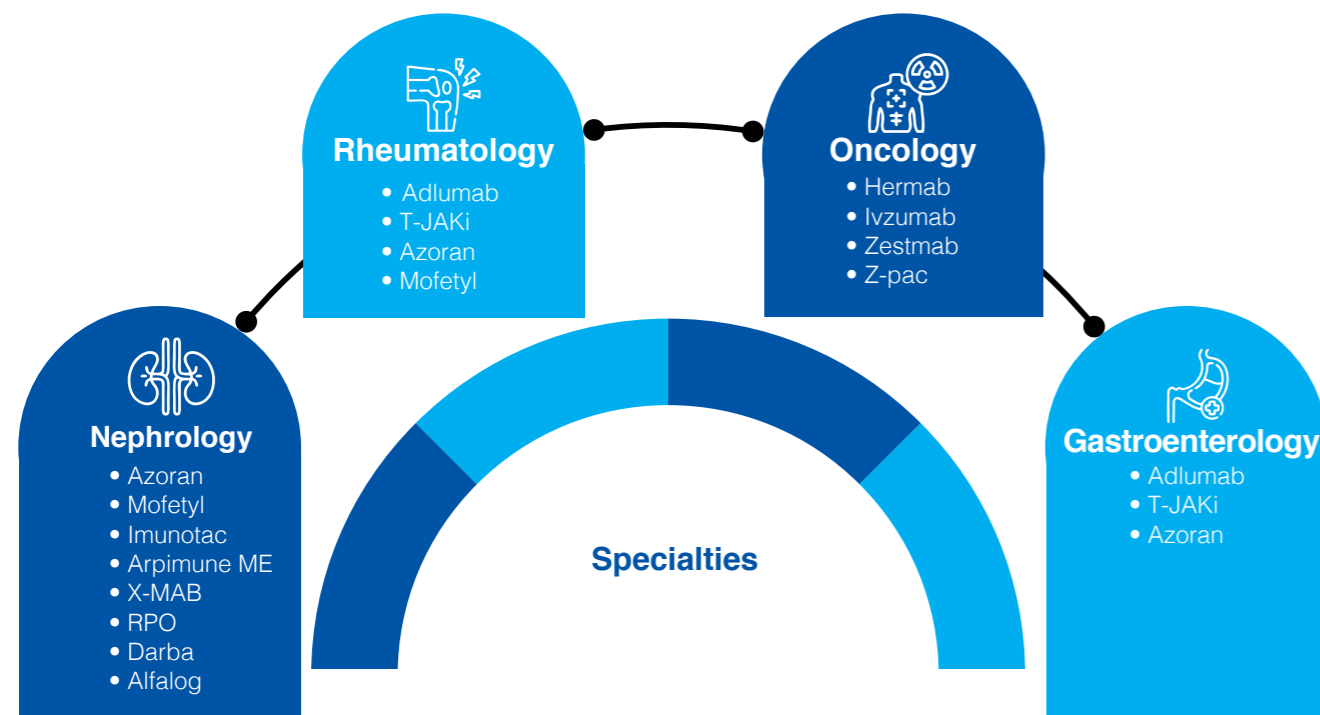 Rheumatology
• Adlumab
• T-JAKi
• Azoran
• Mofetyl
Oncology
• Hermab
• Ivzumab
• Zestmab
• Z-pac
Nephrology
• Azoran
• Mofetyl
• Imunotac
• Arpimune ME
• X-MAB
• RPO
• Darba
• Alfalog
Gastroenterology
• Adlumab
• T-JAKi
• Azoran
Specialties